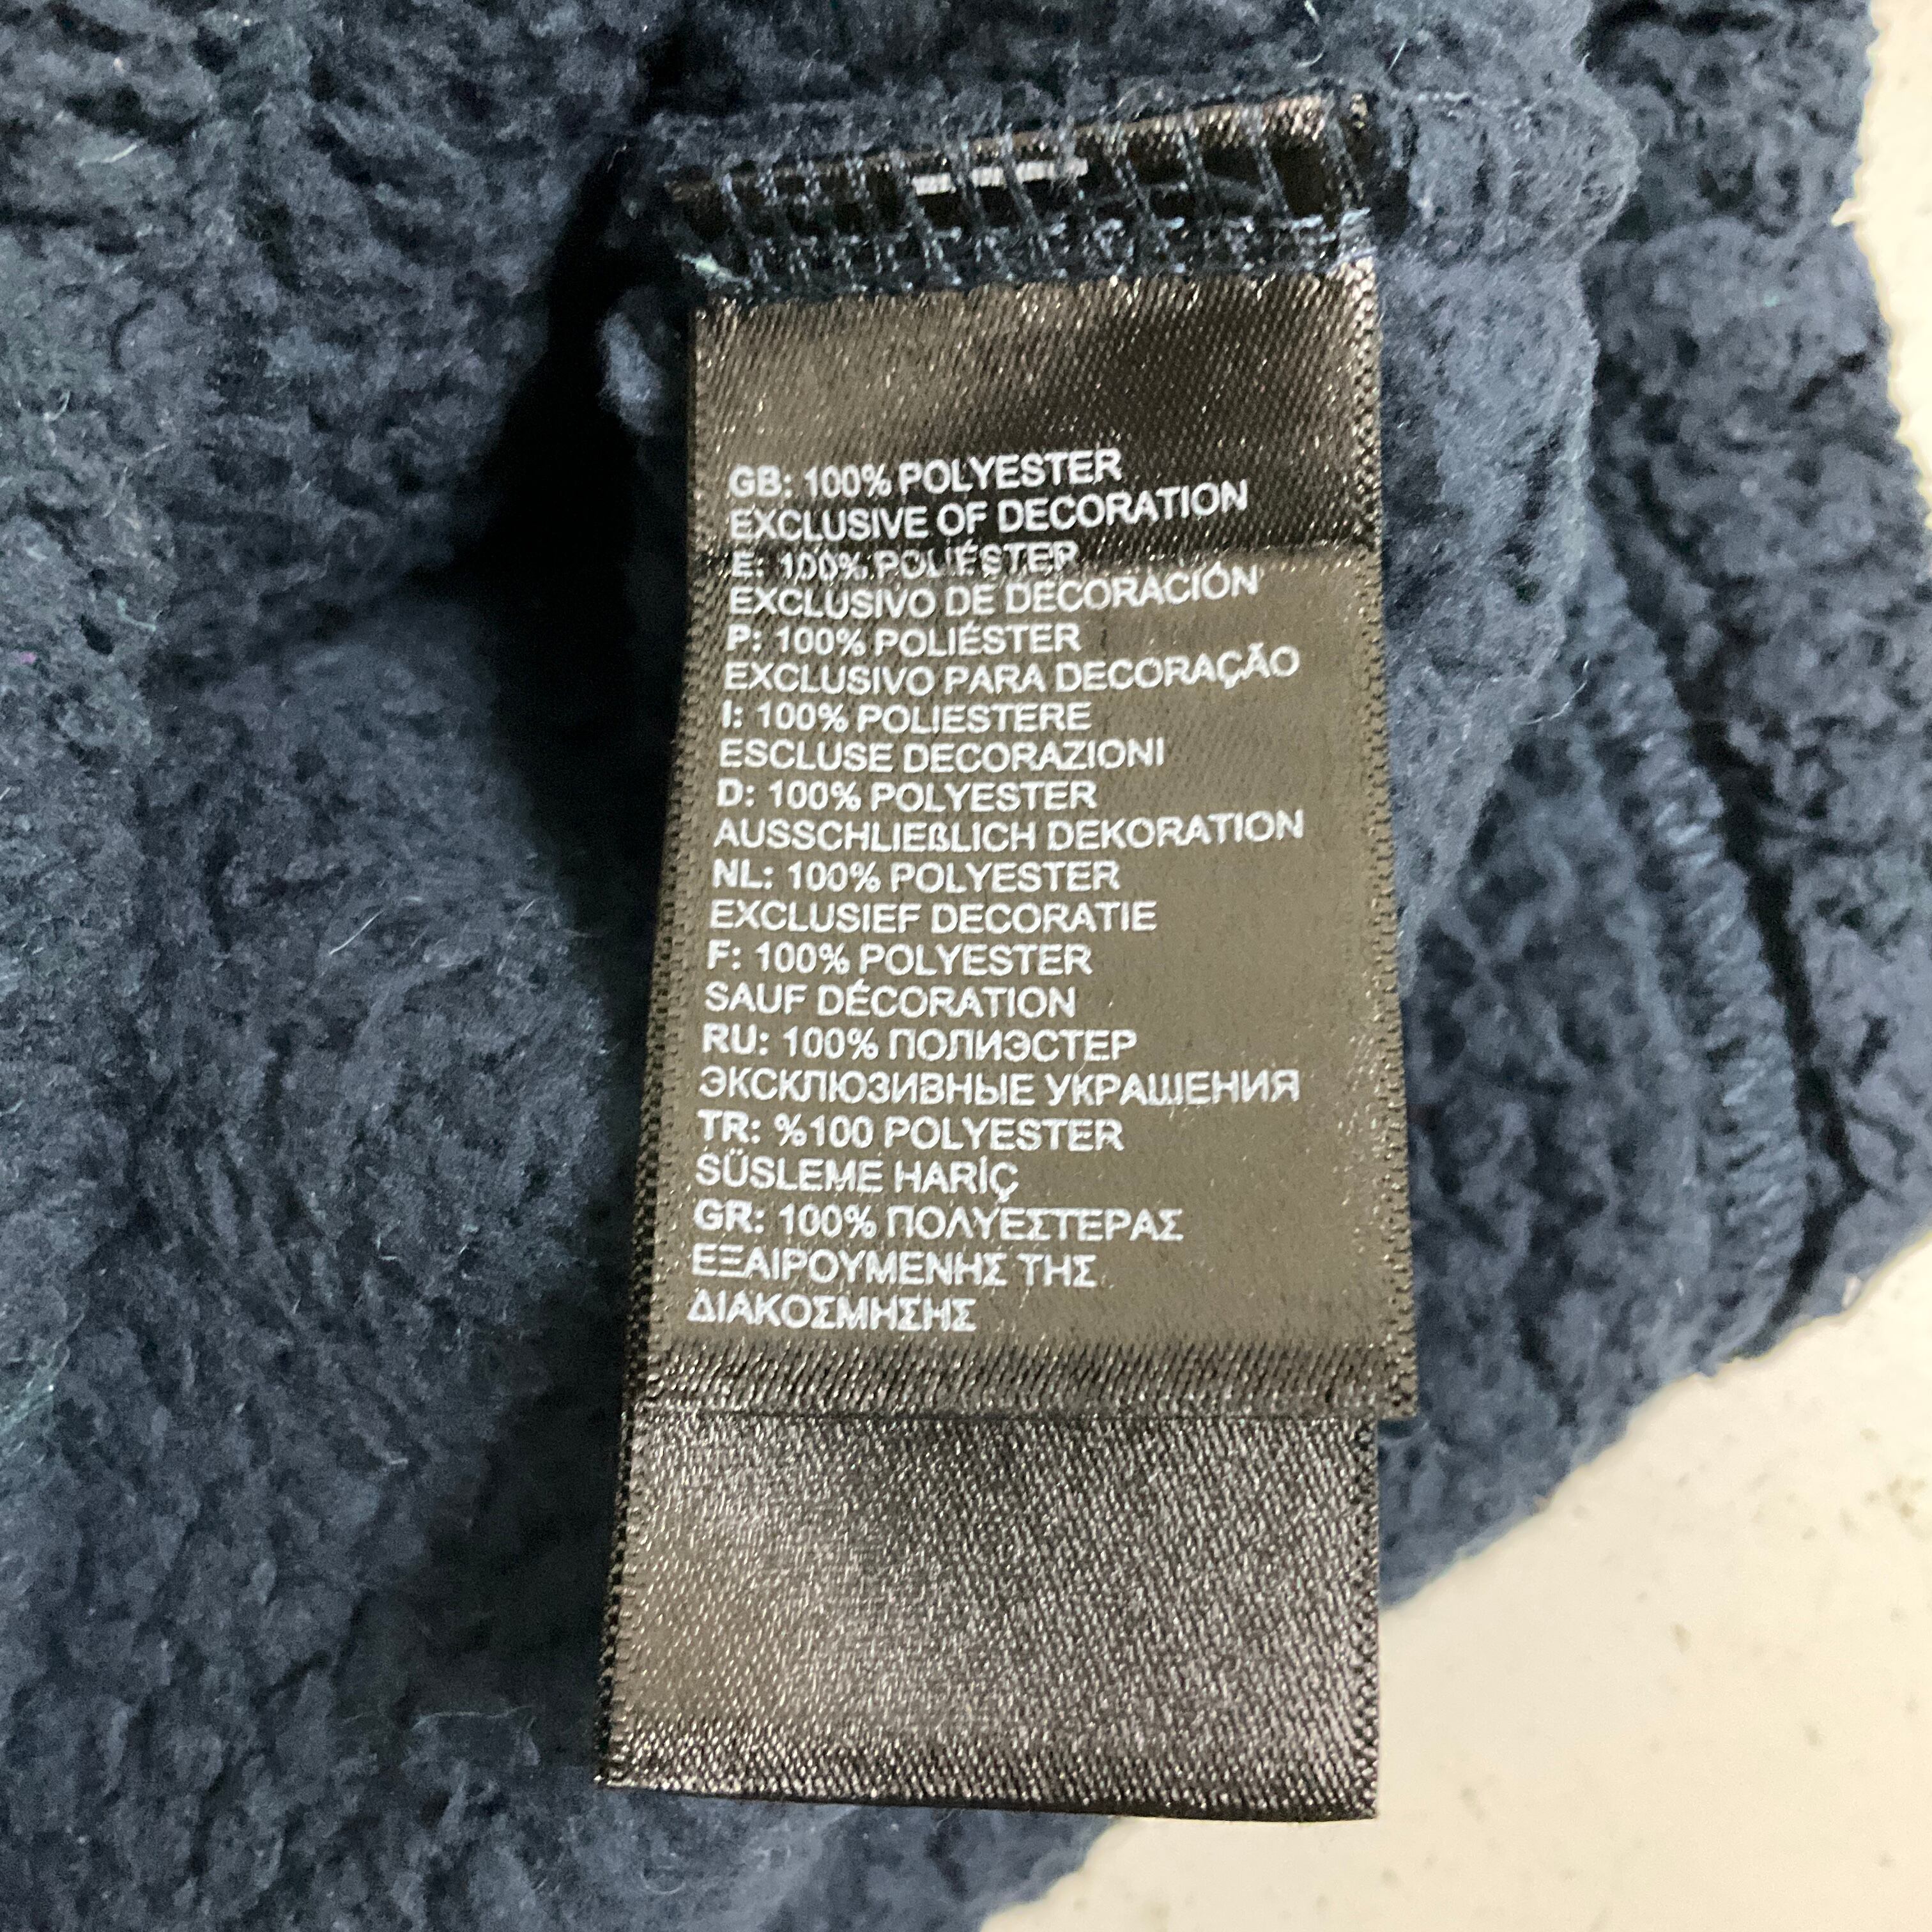 GB: 100% POLYESTER
EXCLUSIVE OF DECORATION
E: 100% POLIÉSTER
EXCLUSIVO DE DECORACIÓN
P: 100% POLIÉSTER
EXCLUSIVO PARA DECORAÇÃO
I: 100% POLIESTERE
ESCLUSE DECORAZIONI
D: 100% POLYESTER
AUSSCHLIEßLICH DEKORATION
NL: 100% POLYESTER
EXCLUSIEF DECORATIE
F: 100% POLYESTER
SAUF DÉCORATION
RU: 100% ПОЛИЭСТЕР
ЭКСКЛЮЗИВНЫЕ УКРАШЕНИЯ
TR: %100 POLYESTER
SÜSLEME HARİÇ
GR: 100% ΠΟΛΥΕΣΤΕΡΑΣ
ΕΞΑΙΡΟΥΜΕΝΗΣ ΤΗΣ
ΔΙΑΚΟΣΜΗΣΗΣ